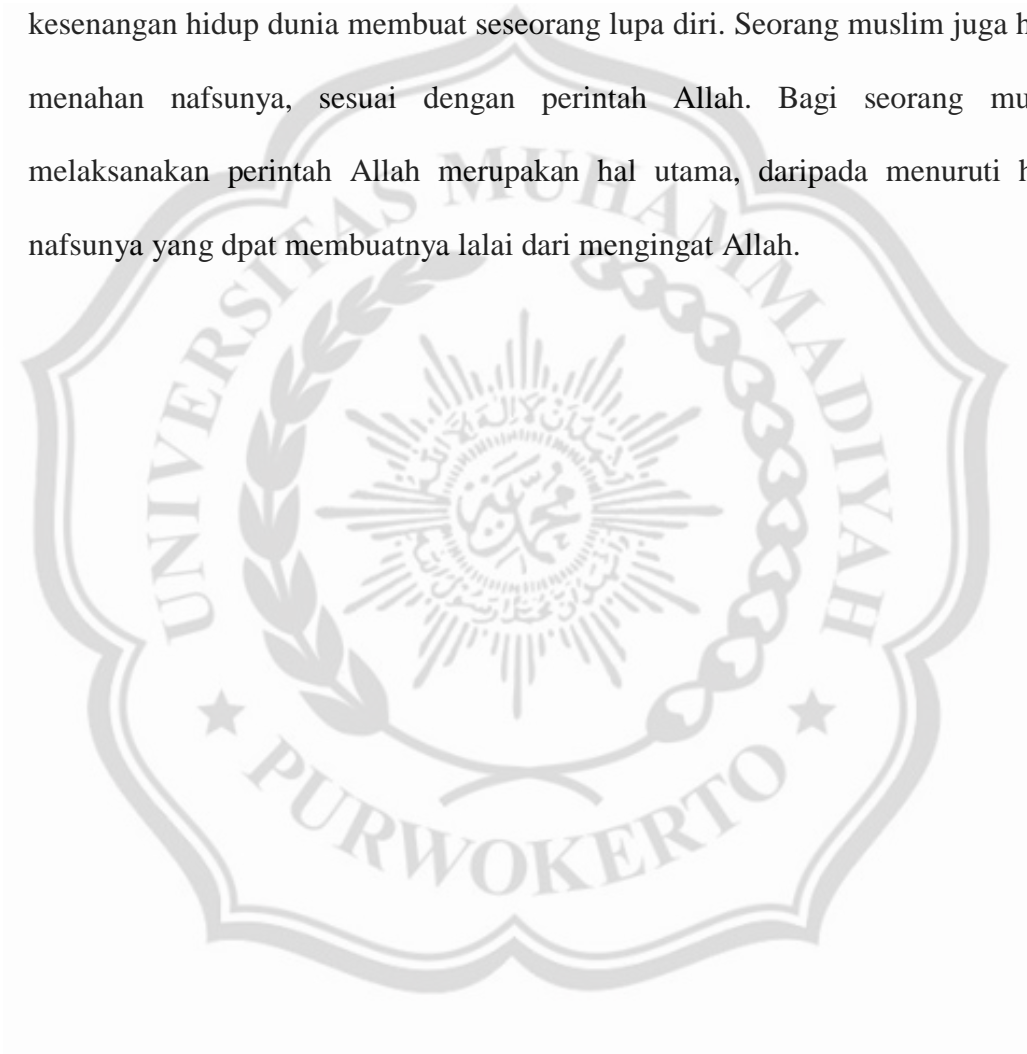 kesenangan hidup dunia membuat seseorang lupa diri. Seorang muslim juga h
menahan nafsunya, sesuai dengan perintah Allah. Bagi seorang mu
melaksanakan perintah Allah merupakan hal utama, daripada menuruti h
nafsunya yang dpat membuatnya lalai dari mengingat Allah.
UNIVERSITAS MUHAMMADIYAH
PURWOKERTO